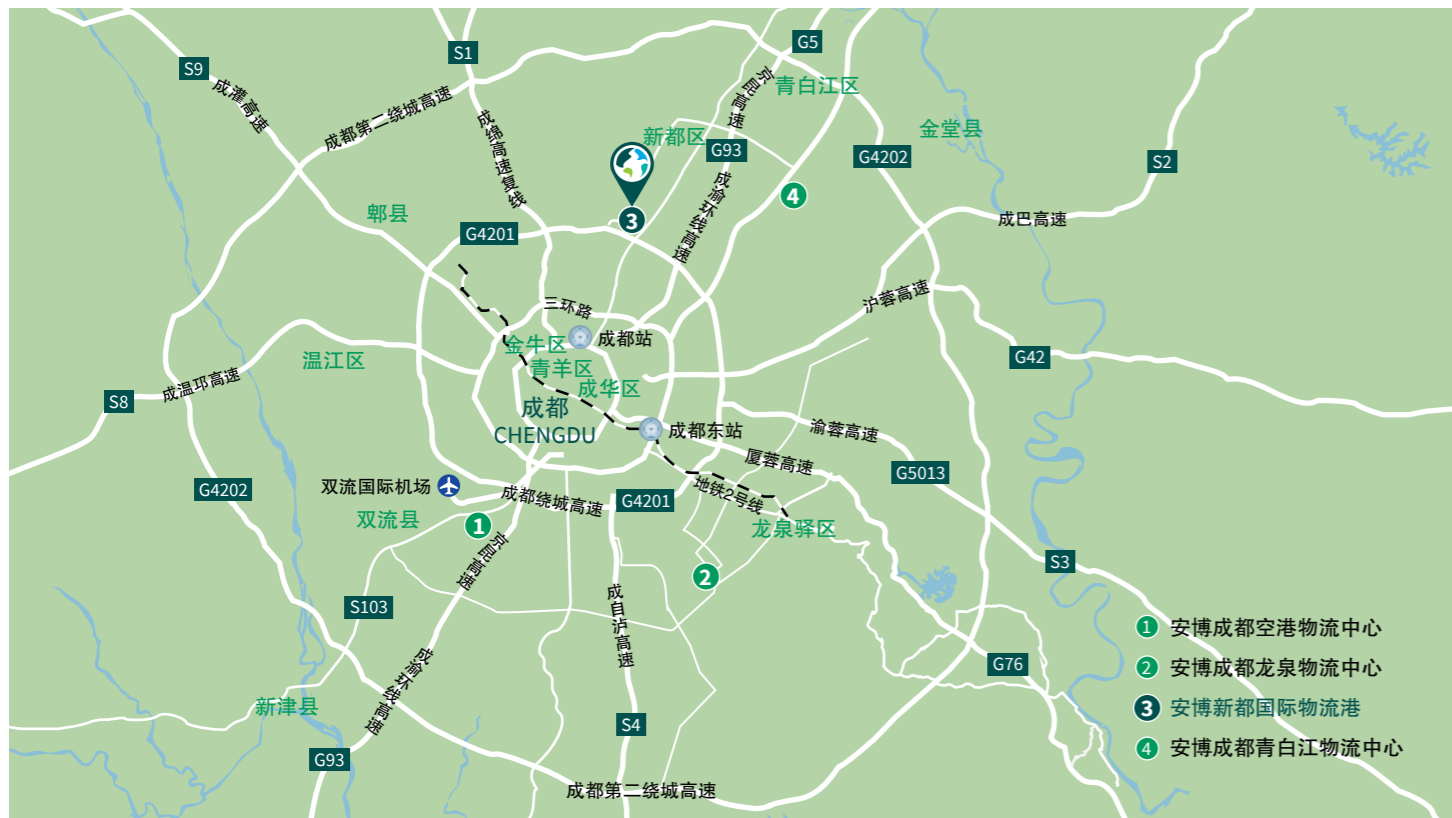 G5
S1
S9
京昆高速
青白江区
成灌高速
成都第二绕城高速
成绵高速复线
新都区
金堂县
G93
G4202
S2
成渝环线高速
4
郫县
3
成巴高速
G4201
沪蓉高速
三环路
成都站
金牛区
G42
温江区
青羊区
成华区
成温邛高速
S8
成都
CHENGDU
成都东站
渝蓉高速
厦蓉高速
G5013
双流国际机场
G4202
成都绕城高速
G4201
地铁2号线
双流县
1
龙泉驿区
京昆高速
2
S3
S103
成自泸高速
1 安博成都空港物流中心
2 安博成都龙泉物流中心
3 安博新都国际物流港
4 安博成都青白江物流中心
G76
成渝环线高速
新津县
S4
G93
成都第二绕城高速